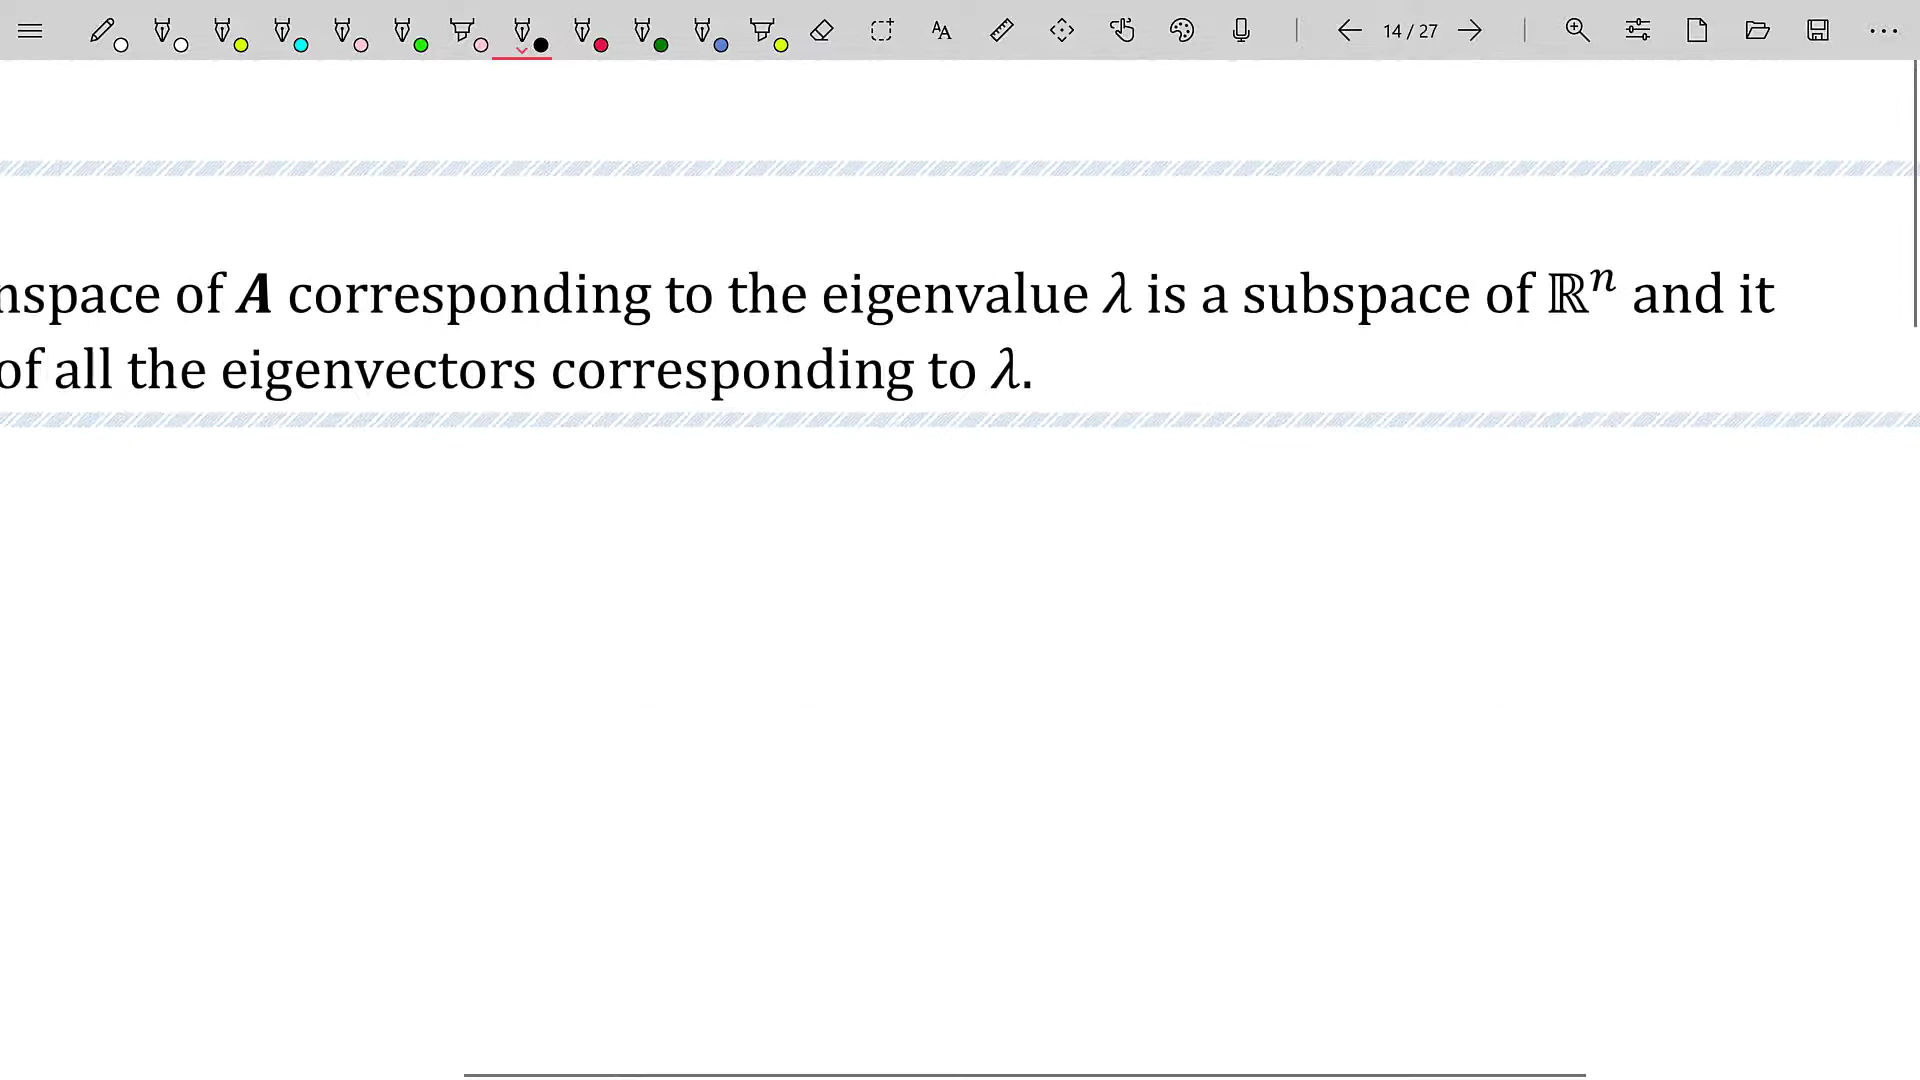 14 / 27
nspace of A corresponding to the eigenvalue λ is a subspace of ℝⁿ and it
of all the eigenvectors corresponding to λ.